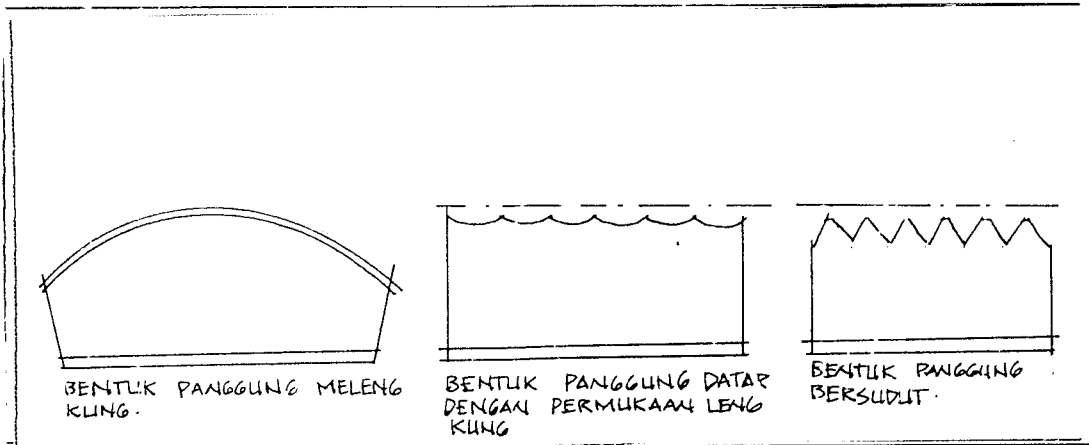 BENTUK PANGGUNG MELENG
KUNG.
BENTUK PANGGUNG DATAR
DENGAN PERMUKAAN LENG
KUNG
BENTUK PANGGUNG
BERSUDUT.